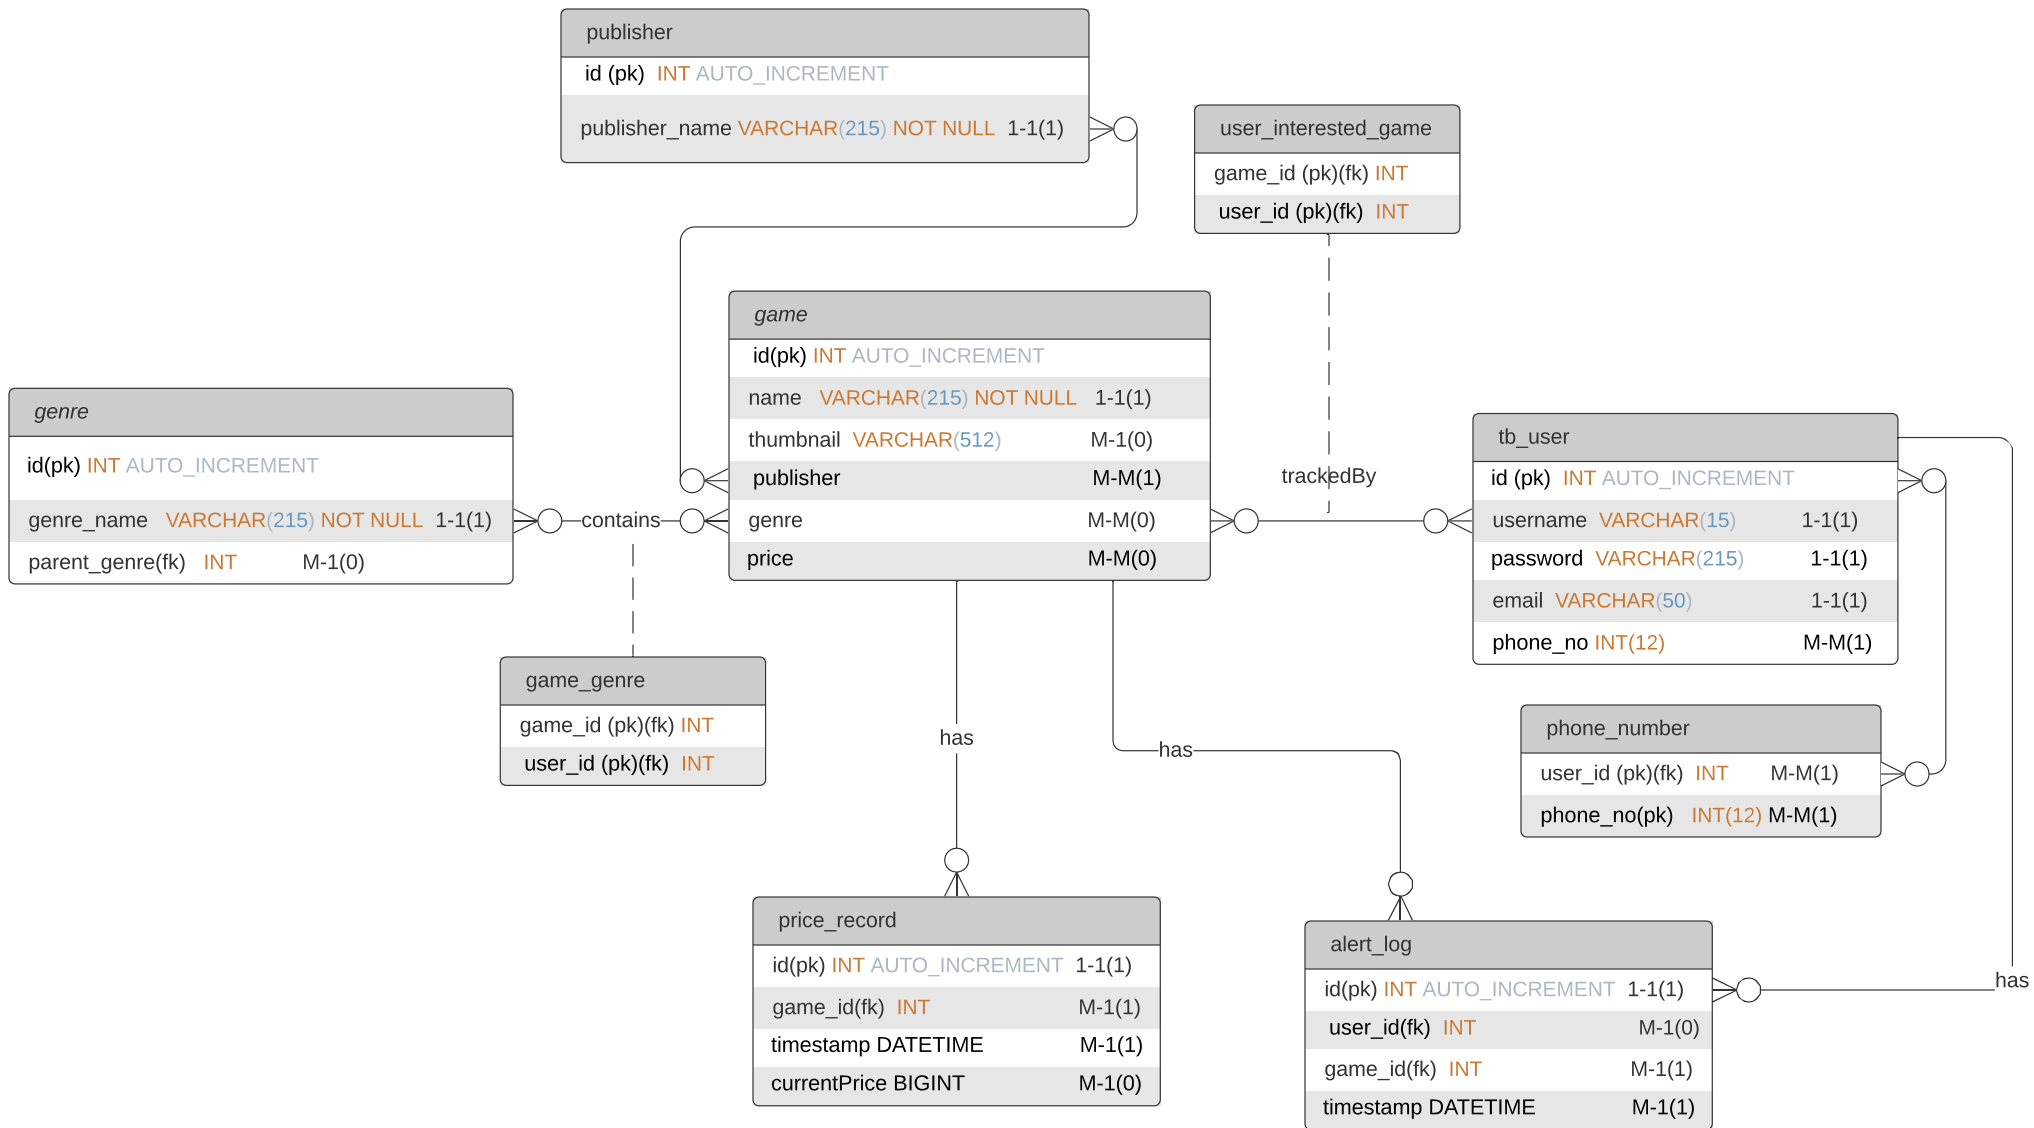 publisher
id (pk) INT AUTO_INCREMENT
publisher_name VARCHAR(215) NOT NULL 1-1(1)
user_interested_game
game_id (pk)(fk) INT
user_id (pk)(fk) INT
game
id(pk) INT AUTO_INCREMENT
name VARCHAR(215) NOT NULL 1-1(1)
thumbnail VARCHAR(512) M-1(0)
publisher M-M(1)
genre M-M(0)
price M-M(0)
genre
id(pk) INT AUTO_INCREMENT
genre_name VARCHAR(215) NOT NULL 1-1(1)
parent_genre(fk) INT M-1(0)
contains
trackedBy
tb_user
id (pk) INT AUTO_INCREMENT
username VARCHAR(15) 1-1(1)
password VARCHAR(215) 1-1(1)
email VARCHAR(50) 1-1(1)
phone_no INT(12) M-M(1)
game_genre
game_id (pk)(fk) INT
user_id (pk)(fk) INT
has
has
phone_number
user_id (pk)(fk) INT M-M(1)
phone_no(pk) INT(12) M-M(1)
price_record
id(pk) INT AUTO_INCREMENT 1-1(1)
game_id(fk) INT M-1(1)
timestamp DATETIME M-1(1)
currentPrice BIGINT M-1(0)
alert_log
id(pk) INT AUTO_INCREMENT 1-1(1)
user_id(fk) INT M-1(0)
game_id(fk) INT M-1(1)
timestamp DATETIME M-1(1)
has